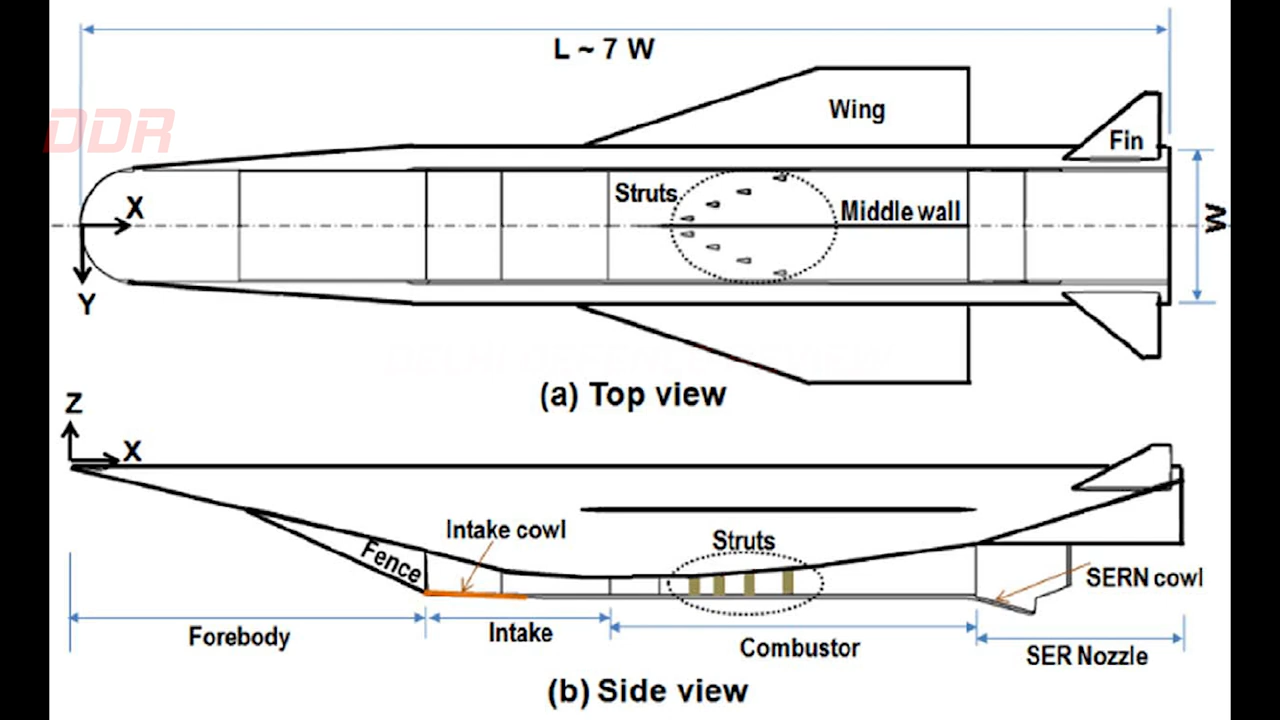 L ~ 7 W
DDR
Wing
Fin
Struts
X
Middle wall
W
Y
(a) Top view
Z
X
Intake cowl
Struts
Fence
SERN cowl
Forebody
Intake
Combustor
SER Nozzle
(b) Side view